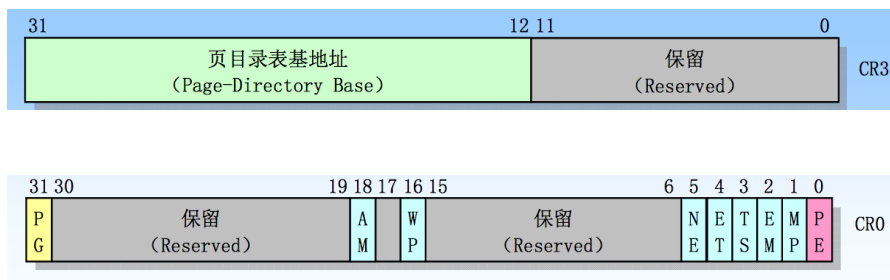 31 12 11 0
页目录表基地址 保留
(Page-Directory Base) (Reserved) CR3
31 30 19 18 17 16 15 6 5 4 3 2 1 0
P 保留 A W 保留 N E T E M P
G (Reserved) M P (Reserved) E T S M P E CR0